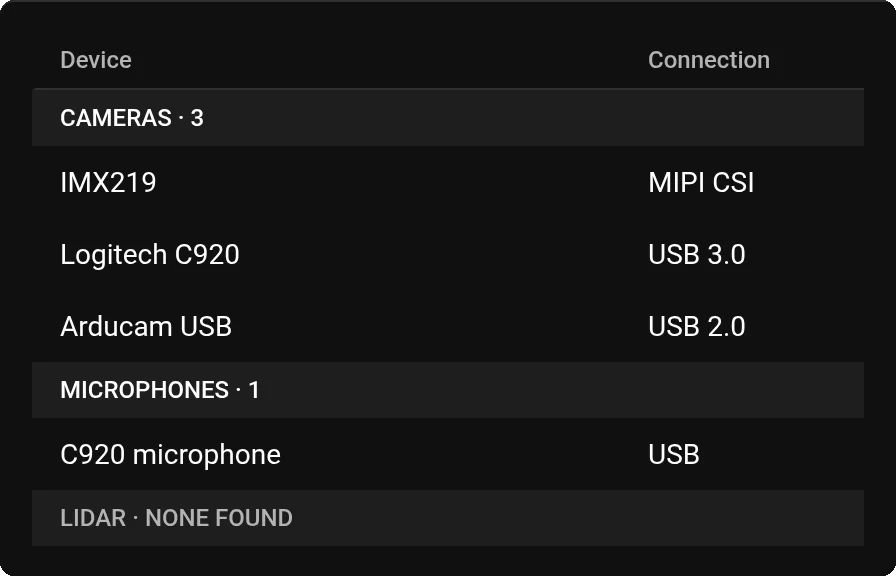 Device Connection
CAMERAS · 3
IMX219 MIPI CSI
Logitech C920 USB 3.0
Arducam USB USB 2.0
MICROPHONES · 1
C920 microphone USB
LIDAR · NONE FOUND